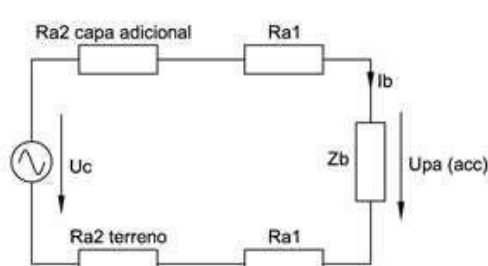 Ra2 capa adicional Ra1
Ib
Uc
Zb
Upa (acc)
Ra2 terreno Ra1